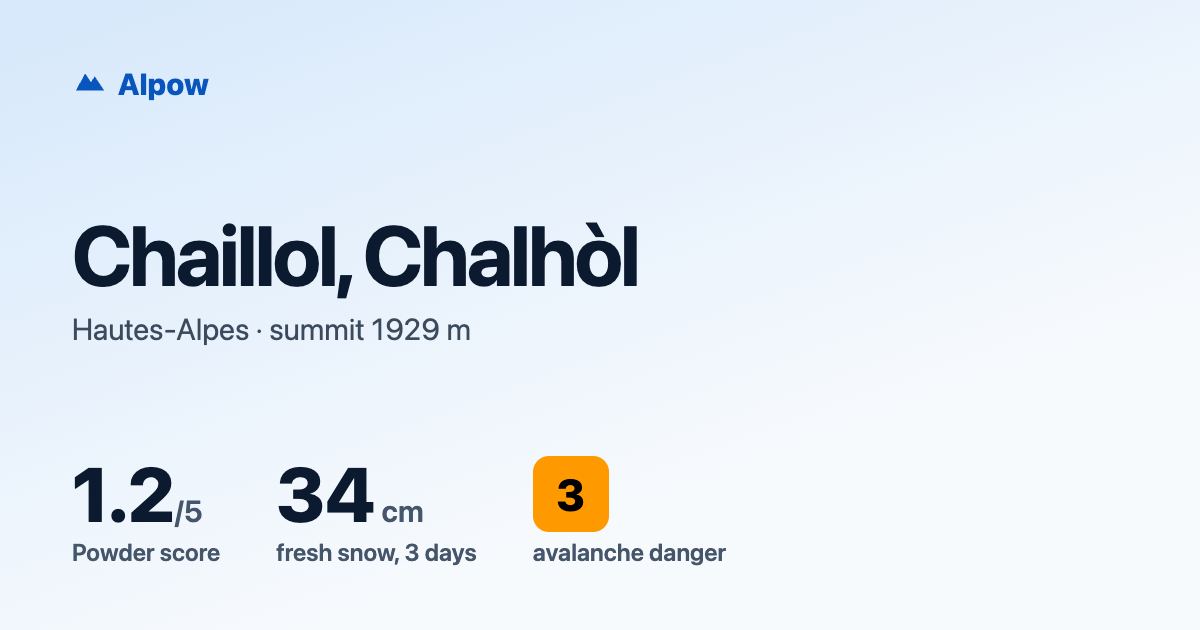 Alpow
Chaillol, Chalhòl
Hautes-Alpes · summit 1929 m
1.2/5
Powder score
34 cm
fresh snow, 3 days
3
avalanche danger